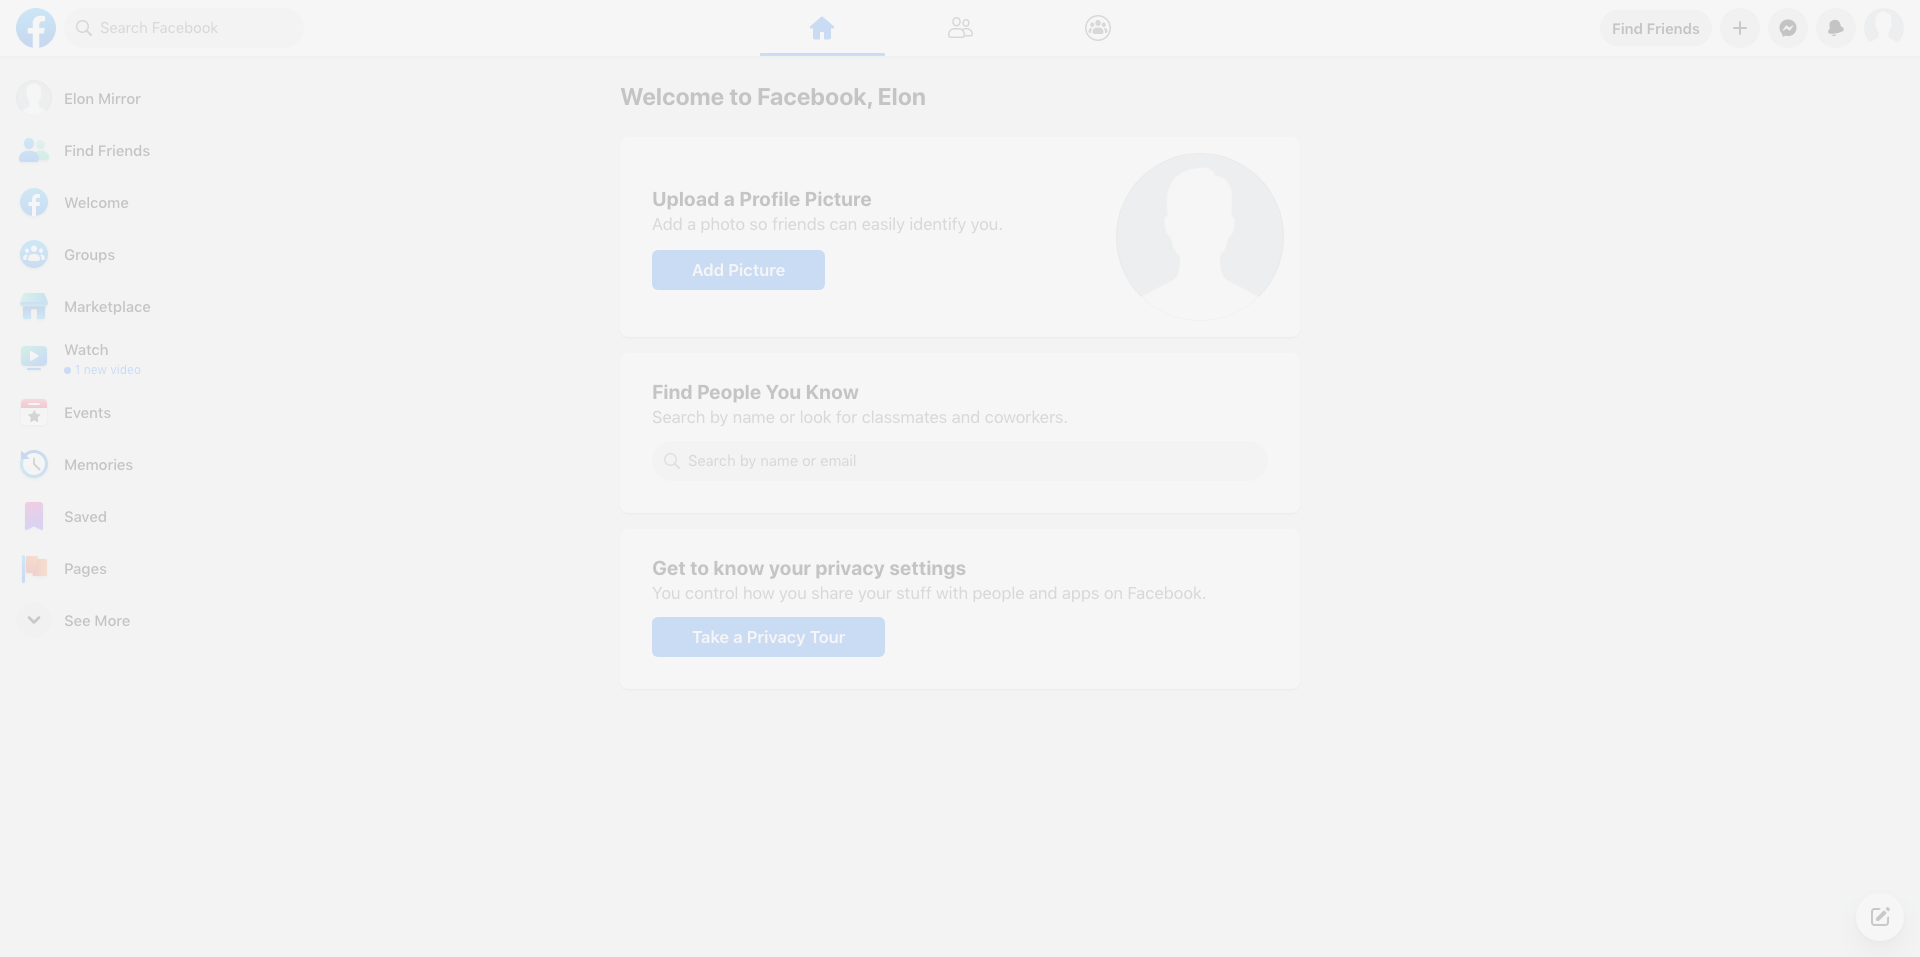 Search Facebook
Find Friends
Elon Mirror
Find Friends
Welcome
Groups
Marketplace
Watch
1 new video
Events
Memories
Saved
Pages
See More
Welcome to Facebook, Elon
Upload a Profile Picture
Add a photo so friends can easily identify you.
Add Picture
Find People You Know
Search by name or look for classmates and coworkers.
Search by name or email
Get to know your privacy settings
You control how you share your stuff with people and apps on Facebook.
Take a Privacy Tour